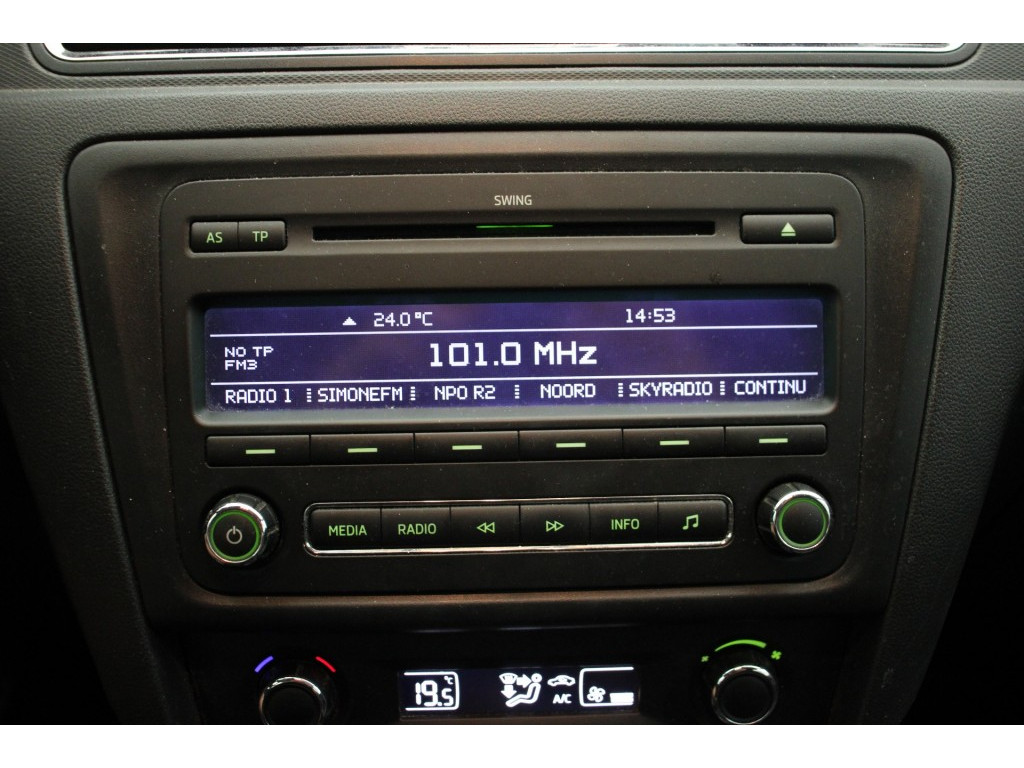 SWING
AS TP
24.0°C 14:53
NO TP
FM3
101.0 MHz
RADIO 1 SIMONEFM NPO R2 NOORD SKYRADIO CONTINU
MEDIA RADIO INFO
19.5 °C
A/C